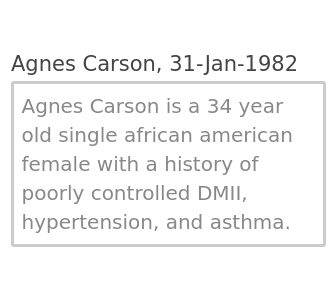 Agnes Carson, 31-Jan-1982
Agnes Carson is a 34 year
old single african american
female with a history of
poorly controlled DMII,
hypertension, and asthma.